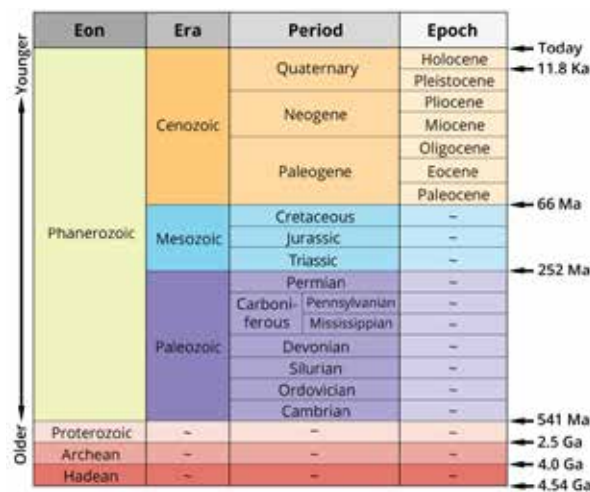 Eon Era Period Epoch
Younger
Today
Holocene
11.8 Ka
Quaternary
Pleistocene
Pliocene
Neogene
Miocene
Cenozoic
Oligocene
Paleogene
Eocene
Paleocene
66 Ma
Phanerozoic
Mesozoic
Cretaceous ~
Jurassic ~
Triassic ~
252 Ma
Paleozoic
Permian ~
Carboni-
ferous
Pennsylvanian ~
Mississippian ~
Devonian ~
Silurian ~
Ordovician ~
Cambrian ~
541 Ma
Older
Proterozoic ~ ~ ~
2.5 Ga
Archean ~ ~ ~
4.0 Ga
Hadean ~ ~ ~
4.54 Ga